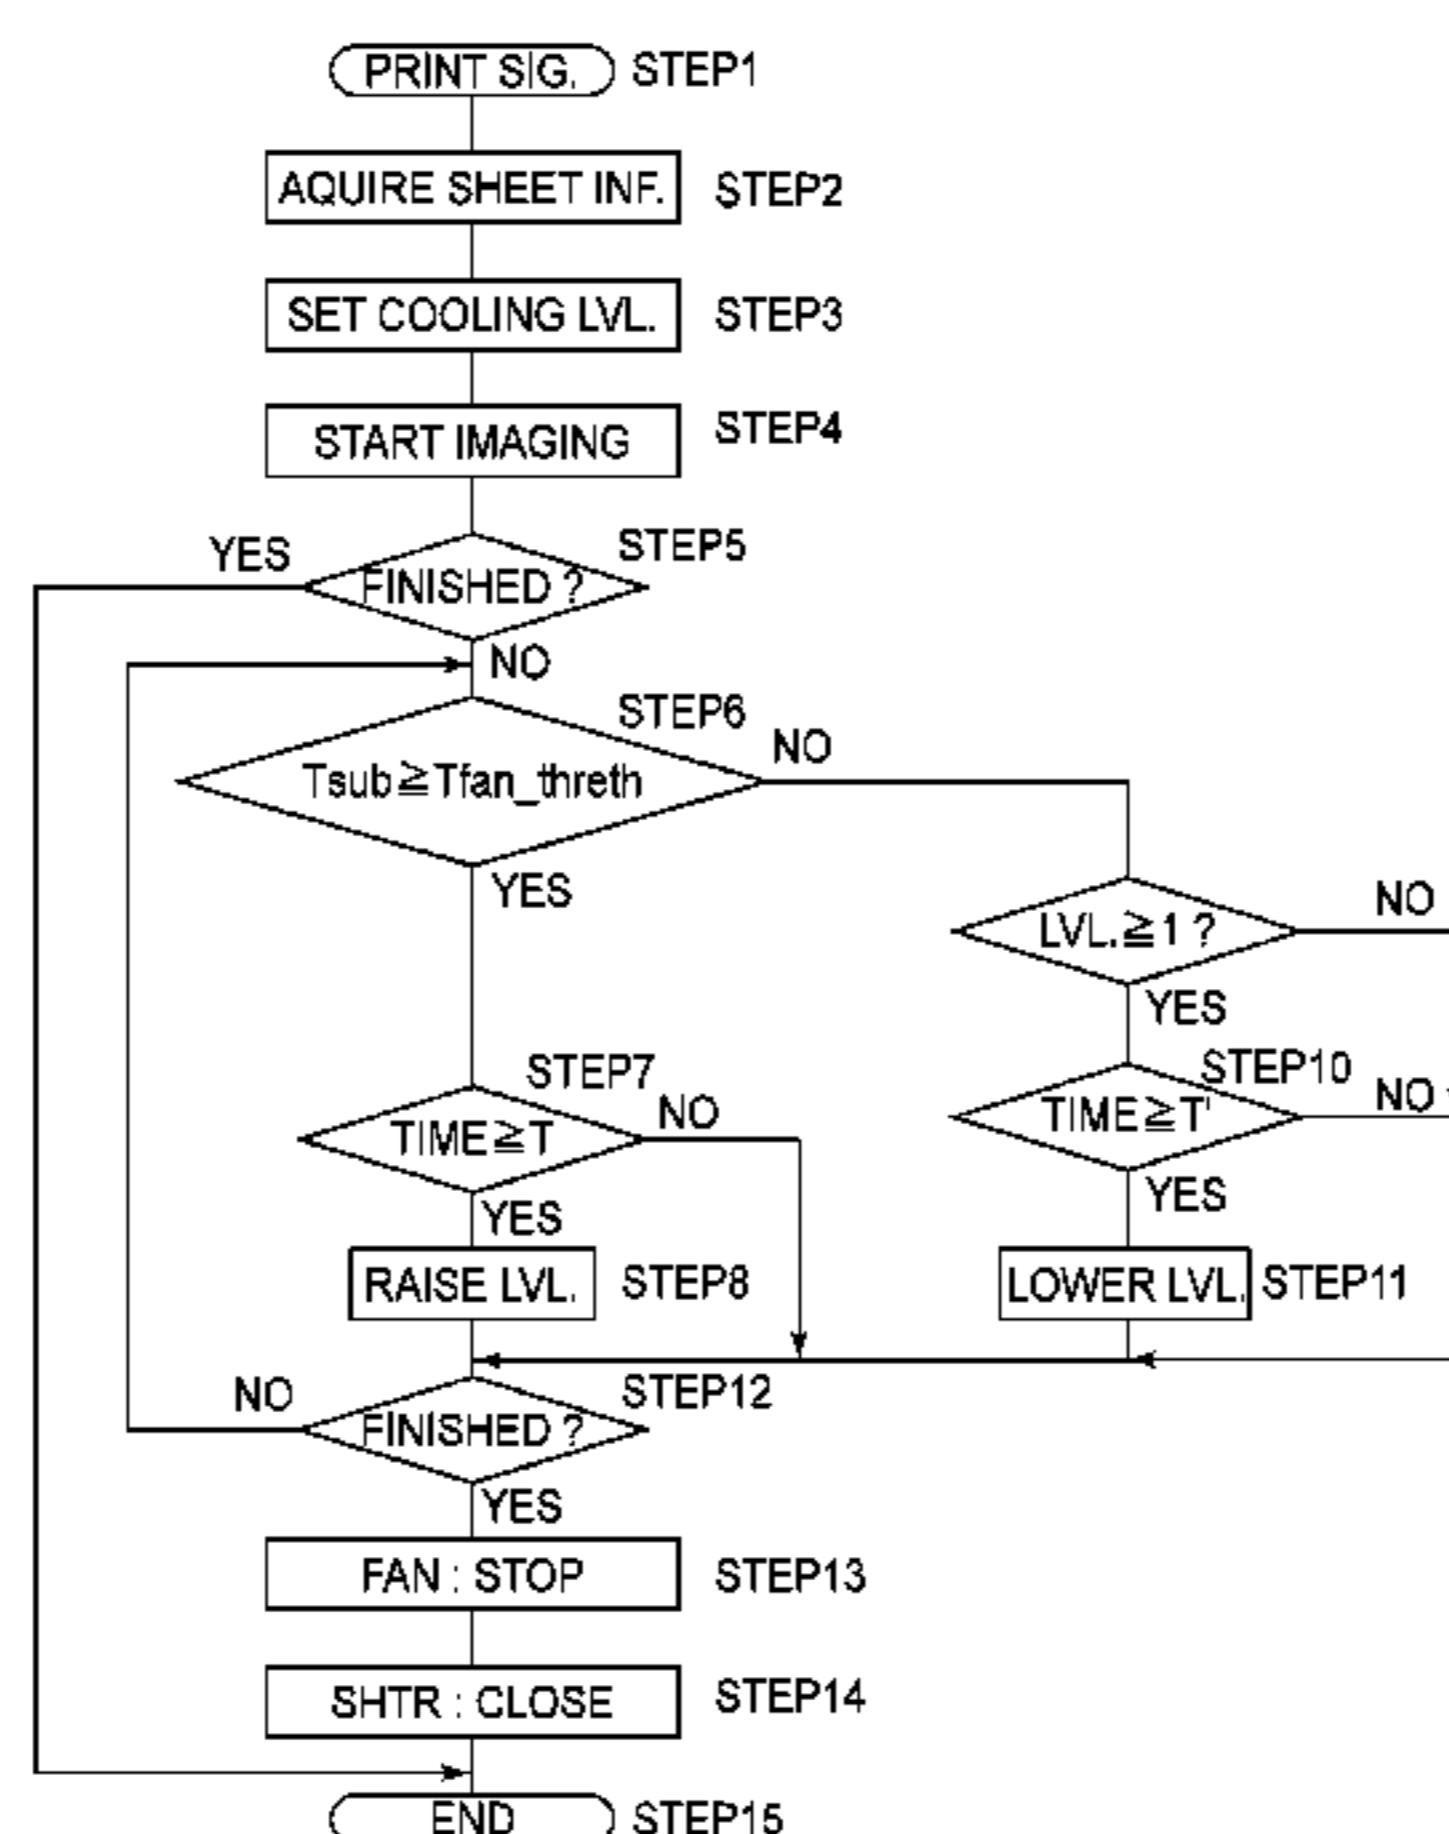 PRINT SIG. STEP1
AQUIRE SHEET INF. STEP2
SET COOLING LVL. STEP3
START IMAGING STEP4
YES FINISHED ? STEP5
NO
STEP6
Tsub≧Tfan_threth NO
YES
LVL.≧1 ? NO
YES
STEP7
TIME≧T NO
STEP10
TIME≧T' NO
YES
YES
RAISE LVL. STEP8
LOWER LVL. STEP11
NO FINISHED ? STEP12
YES
FAN : STOP STEP13
SHTR : CLOSE STEP14
END STEP15